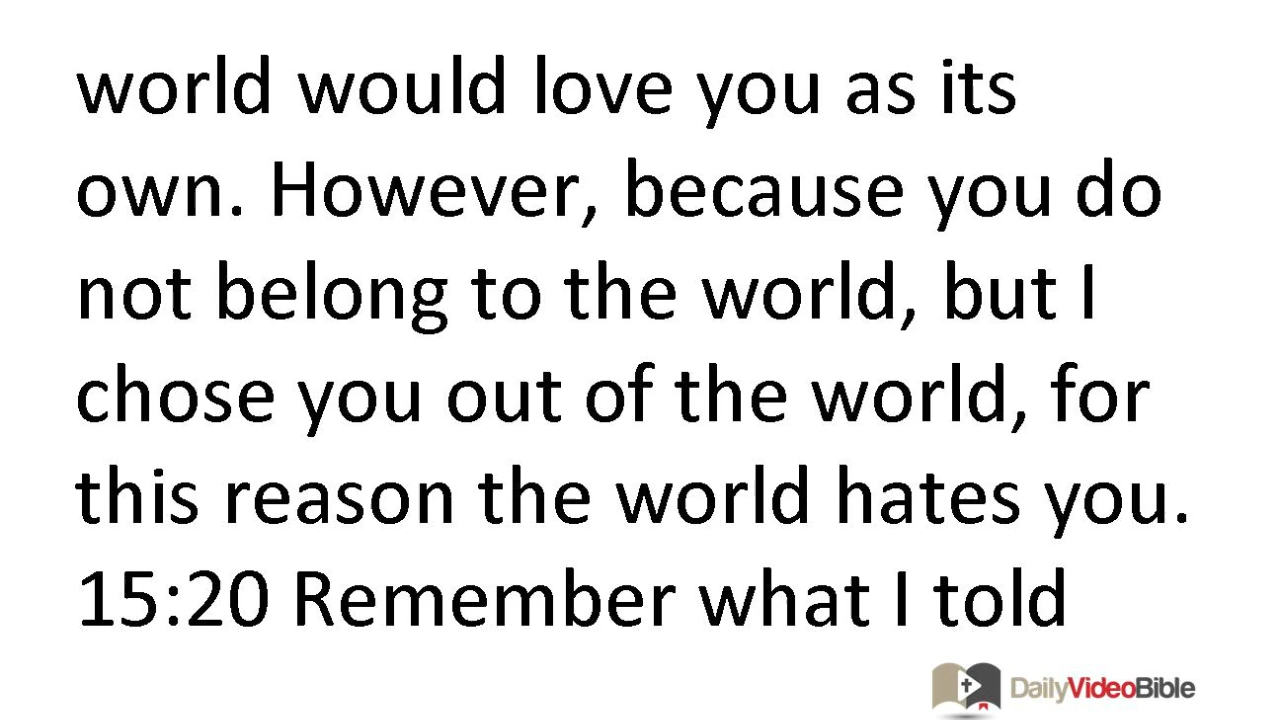 world would love you as its
own. However, because you do
not belong to the world, but I
chose you out of the world, for
this reason the world hates you.
15:20 Remember what I told
DailyVideoBible